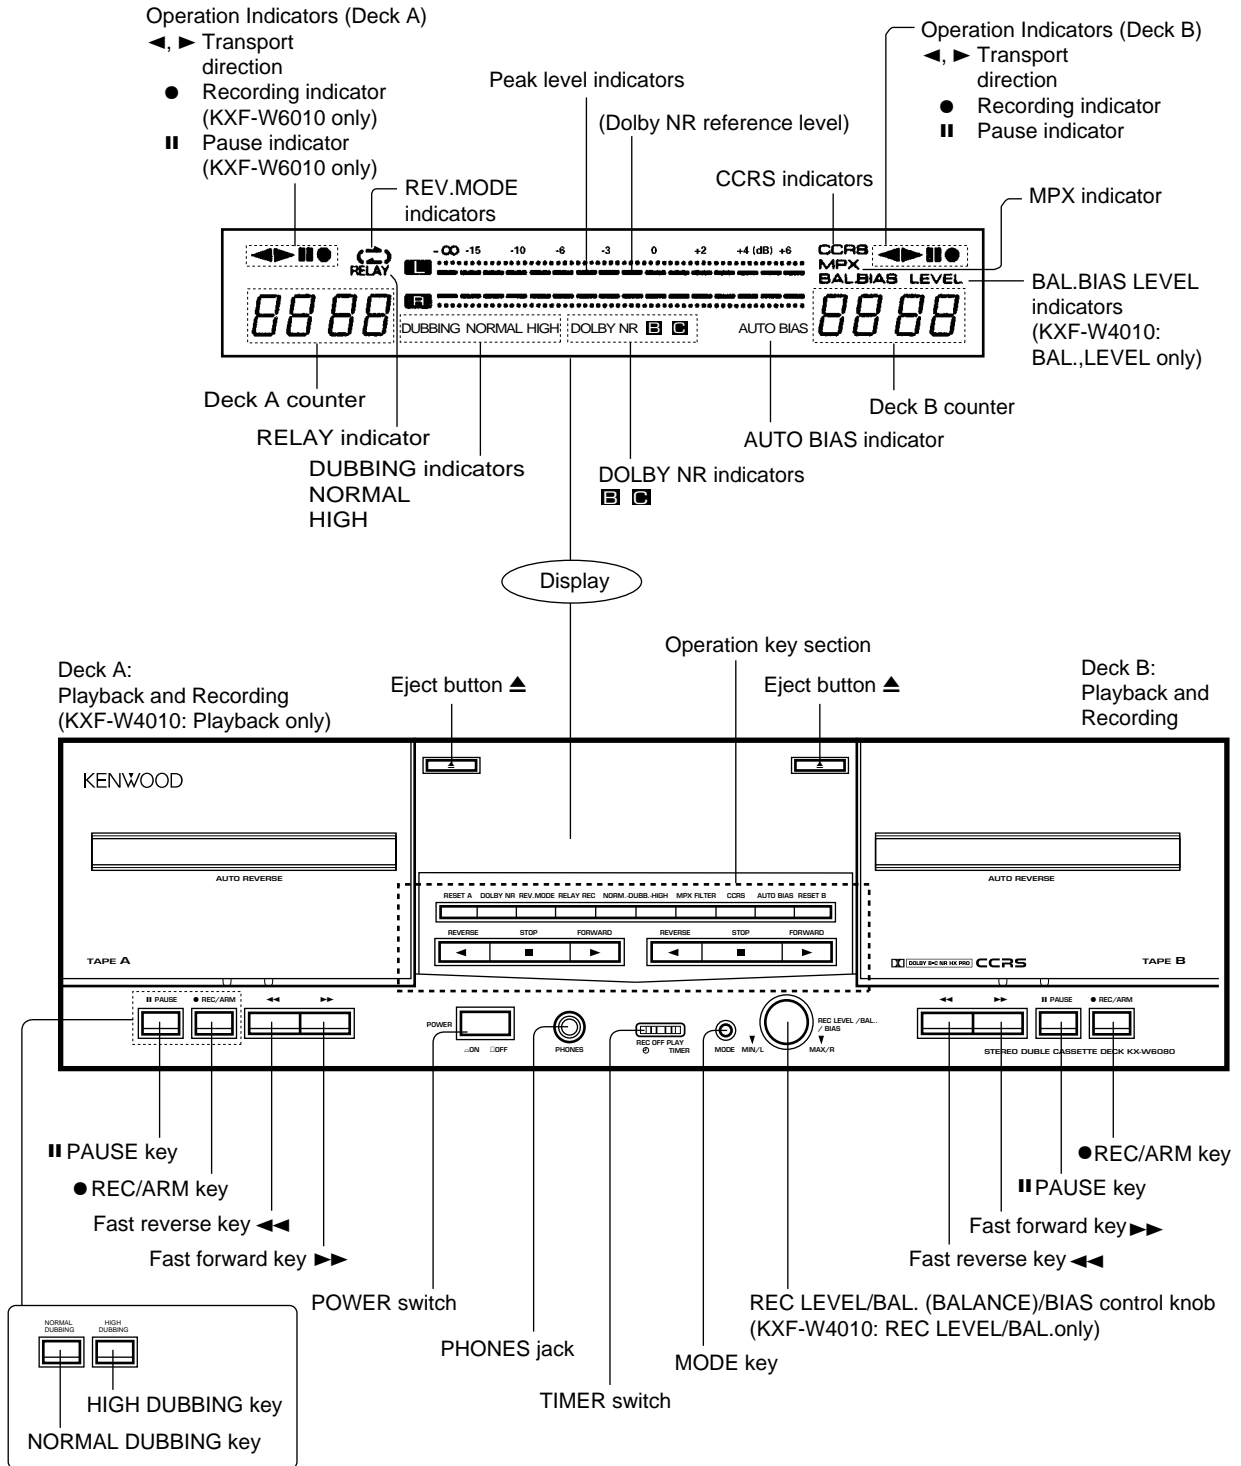 Operation Indicators (Deck A)
◄, ► Transport
direction
● Recording indicator
(KXF-W6010 only)
II Pause indicator
(KXF-W6010 only)
REV.MODE
indicators
Peak level indicators
(Dolby NR reference level)
CCRS indicators
Operation Indicators (Deck B)
◄, ► Transport
direction
● Recording indicator
II Pause indicator
MPX indicator
◄►II●
RELAY
L
- ∞ -15 -10 -6 -3 0 +2 +4 (dB) +6
R
CCRS
MPX
BAL.BIAS LEVEL
◄►II●
88 88
DUBBING NORMAL HIGH
DOLBY NR B C
AUTO BIAS
88 88
BAL.BIAS LEVEL
indicators
(KXF-W4010:
BAL.,LEVEL only)
Deck A counter
RELAY indicator
DUBBING indicators
NORMAL
HIGH
DOLBY NR indicators
B C
AUTO BIAS indicator
Deck B counter
Display
Operation key section
Deck A:
Playback and Recording
(KXF-W4010: Playback only)
Eject button ⏏
Eject button ⏏
Deck B:
Playback and
Recording
KENWOOD
AUTO REVERSE
AUTO REVERSE
RESET A DOLBY NR REV.MODE RELAY REC NORM.-DUBB.-HIGH MPX FILTER CCRS AUTO BIAS RESET B
REVERSE STOP FORWARD
REVERSE STOP FORWARD
◄ ■ ►
◄ ■ ►
TAPE A
DOLBY B•C NR HX PRO CCRS
TAPE B
II PAUSE
● REC/ARM
◄◄
►►
POWER
ON OFF
PHONES
REC OFF PLAY
TIMER
MODE
MIN/L
MAX/R
REC LEVEL /BAL..
/ BIAS
◄◄
►►
II PAUSE
● REC/ARM
STEREO DUBLE CASSETTE DECK KX-W6080
II PAUSE key
● REC/ARM key
Fast reverse key ◄◄
Fast forward key ►►
POWER switch
PHONES jack
TIMER switch
MODE key
REC LEVEL/BAL. (BALANCE)/BIAS control knob
(KXF-W4010: REC LEVEL/BAL.only)
●REC/ARM key
II PAUSE key
Fast forward key ►►
Fast reverse key ◄◄
NORMAL
DUBBING
HIGH
DUBBING
HIGH DUBBING key
NORMAL DUBBING key